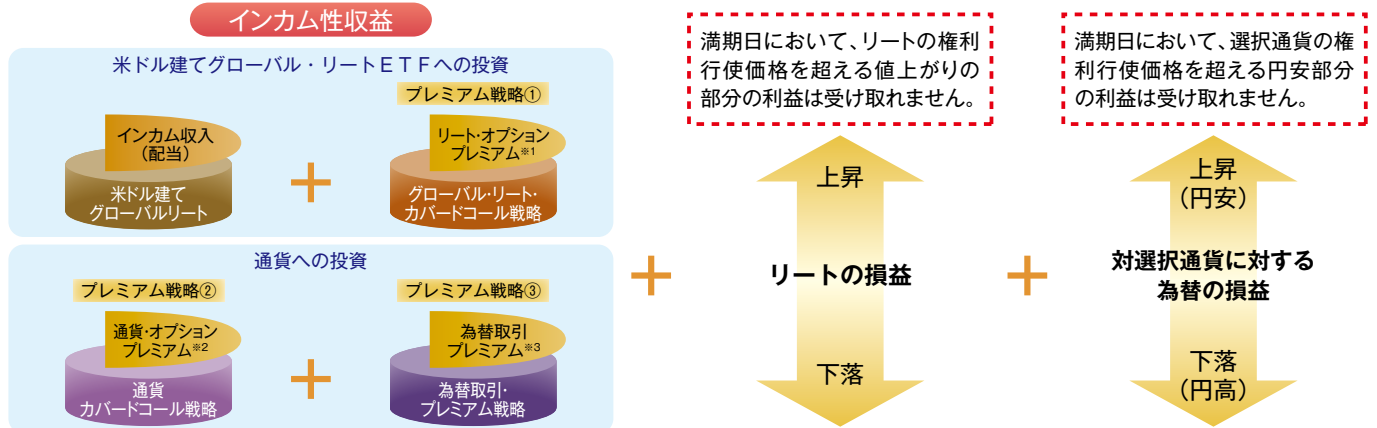 インカム性収益
米ドル建てグローバル・リートETFへの投資
プレミアム戦略①
インカム収入
（配当）
リート・オプション
プレミアム※1
米ドル建て
グローバルリート
グローバル・リート・
カバードコール戦略
通貨への投資
プレミアム戦略②
プレミアム戦略③
通貨・オプション
プレミアム※2
為替取引
プレミアム※3
通貨
カバードコール戦略
為替取引・
プレミアム戦略
満期日において、リートの権利
行使価格を超える値上がりの
部分の利益は受け取れません。
上昇
リートの損益
下落
満期日において、選択通貨の権
利行使価格を超える円安部分
の利益は受け取れません。
上昇
（円安）
対選択通貨に対する
為替の損益
下落
（円高）